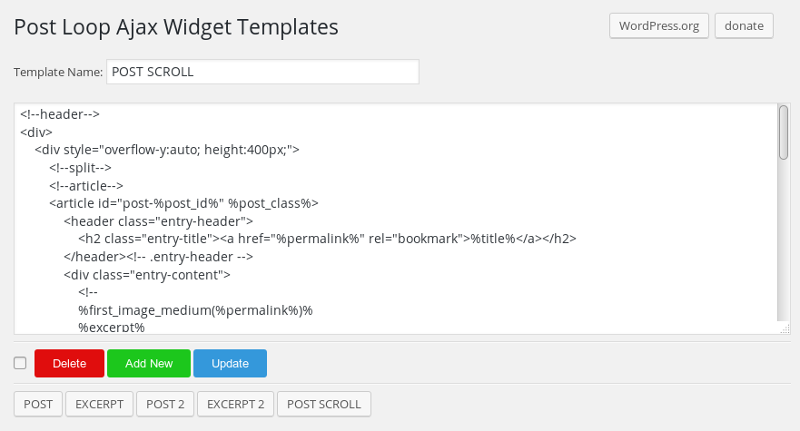 Post Loop Ajax Widget Templates
WordPress.org
donate
Template Name: POST SCROLL
<!--header-->
<div>
<div style="overflow-y:auto; height:400px;">
<!--split-->
<!--article-->
<article id="post-%post_id%" %post_class%>
<header class="entry-header">
<h2 class="entry-title"><a href="%permalink%" rel="bookmark">%title%</a></h2>
</header><!-- .entry-header -->
<div class="entry-content">
<!--
%first_image_medium(%permalink%)%
%excerpt%
Delete
Add New
Update
POST
EXCERPT
POST 2
EXCERPT 2
POST SCROLL